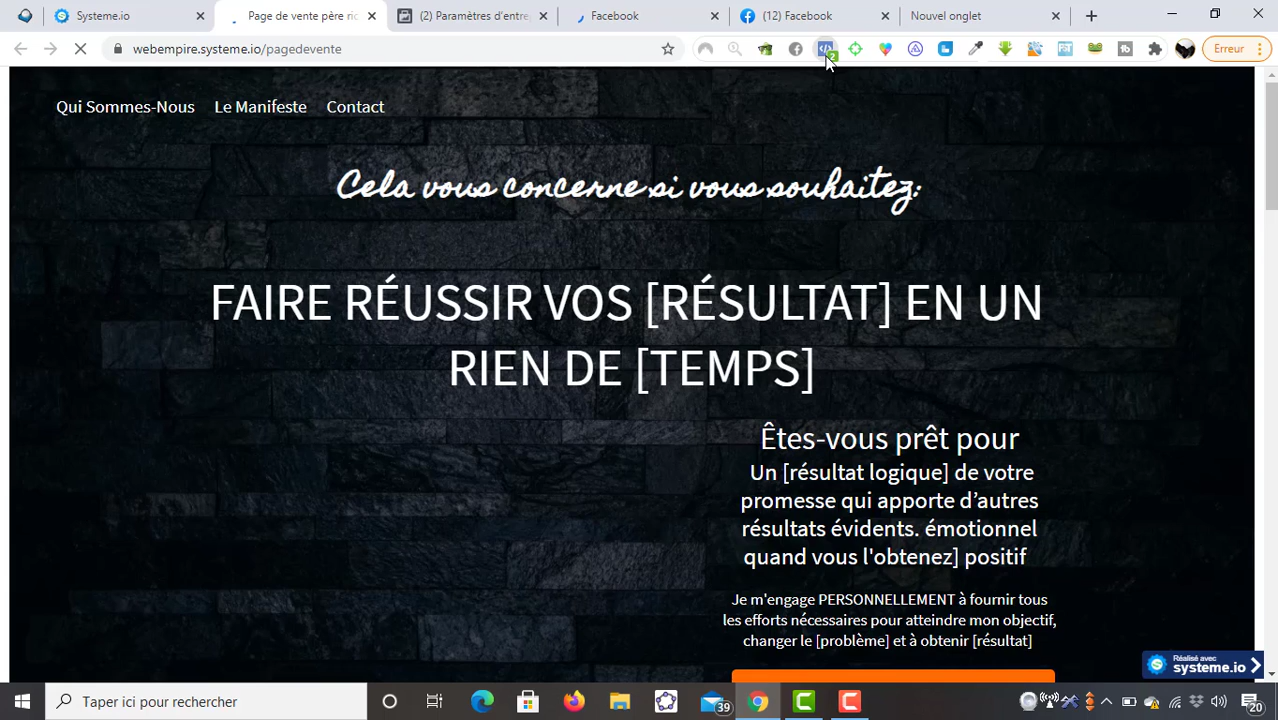 Systeme.io
Page de vente père ric
(2) Paramètres d'entre
Facebook
(12) Facebook
Nouvel onglet
webempire.systeme.io/pagedevente
2
Erreur
Qui Sommes-Nous
Le Manifeste
Contact
Cela vous concerne si vous souhaitez:
FAIRE RÉUSSIR VOS [RÉSULTAT] EN UN
RIEN DE [TEMPS]
Êtes-vous prêt pour
Un [résultat logique] de votre
promesse qui apporte d’autres
résultats évidents. émotionnel
quand vous l'obtenez] positif
Je m'engage PERSONNELLEMENT à fournir tous
les efforts nécessaires pour atteindre mon objectif,
changer le [problème] et à obtenir [résultat]
Réalisé avec
systeme.io
Taper ici pour rechercher
39
20